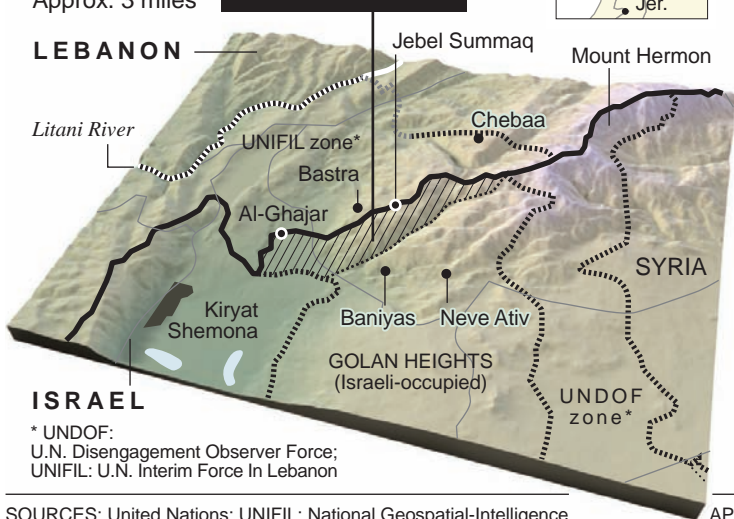 Approx. 3 miles
Jer.
LEBANON
Jebel Summaq
Mount Hermon
Litani River
Chebaa
UNIFIL zone*
Bastra
Al-Ghajar
SYRIA
Kiryat
Shemona
Baniyas
Neve Ativ
GOLAN HEIGHTS
(Israeli-occupied)
UNDOF
zone*
ISRAEL
* UNDOF:
U.N. Disengagement Observer Force;
UNIFIL: U.N. Interim Force In Lebanon
SOURCES: United Nations; UNIFIL; National Geospatial-Intelligence
AP